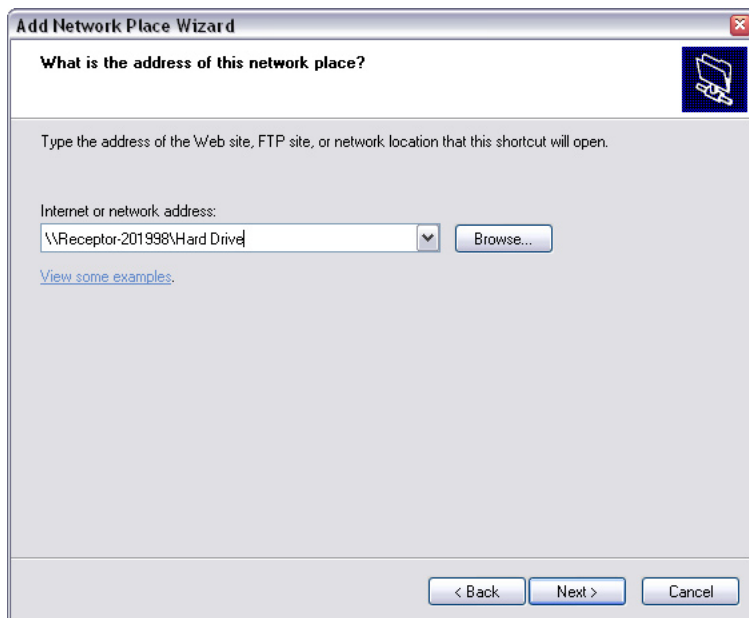 Add Network Place Wizard
What is the address of this network place?
Type the address of the Web site, FTP site, or network location that this shortcut will open.
Internet or network address:
\\Receptor-201998\Hard Drive
Browse...
View some examples.
< Back
Next >
Cancel